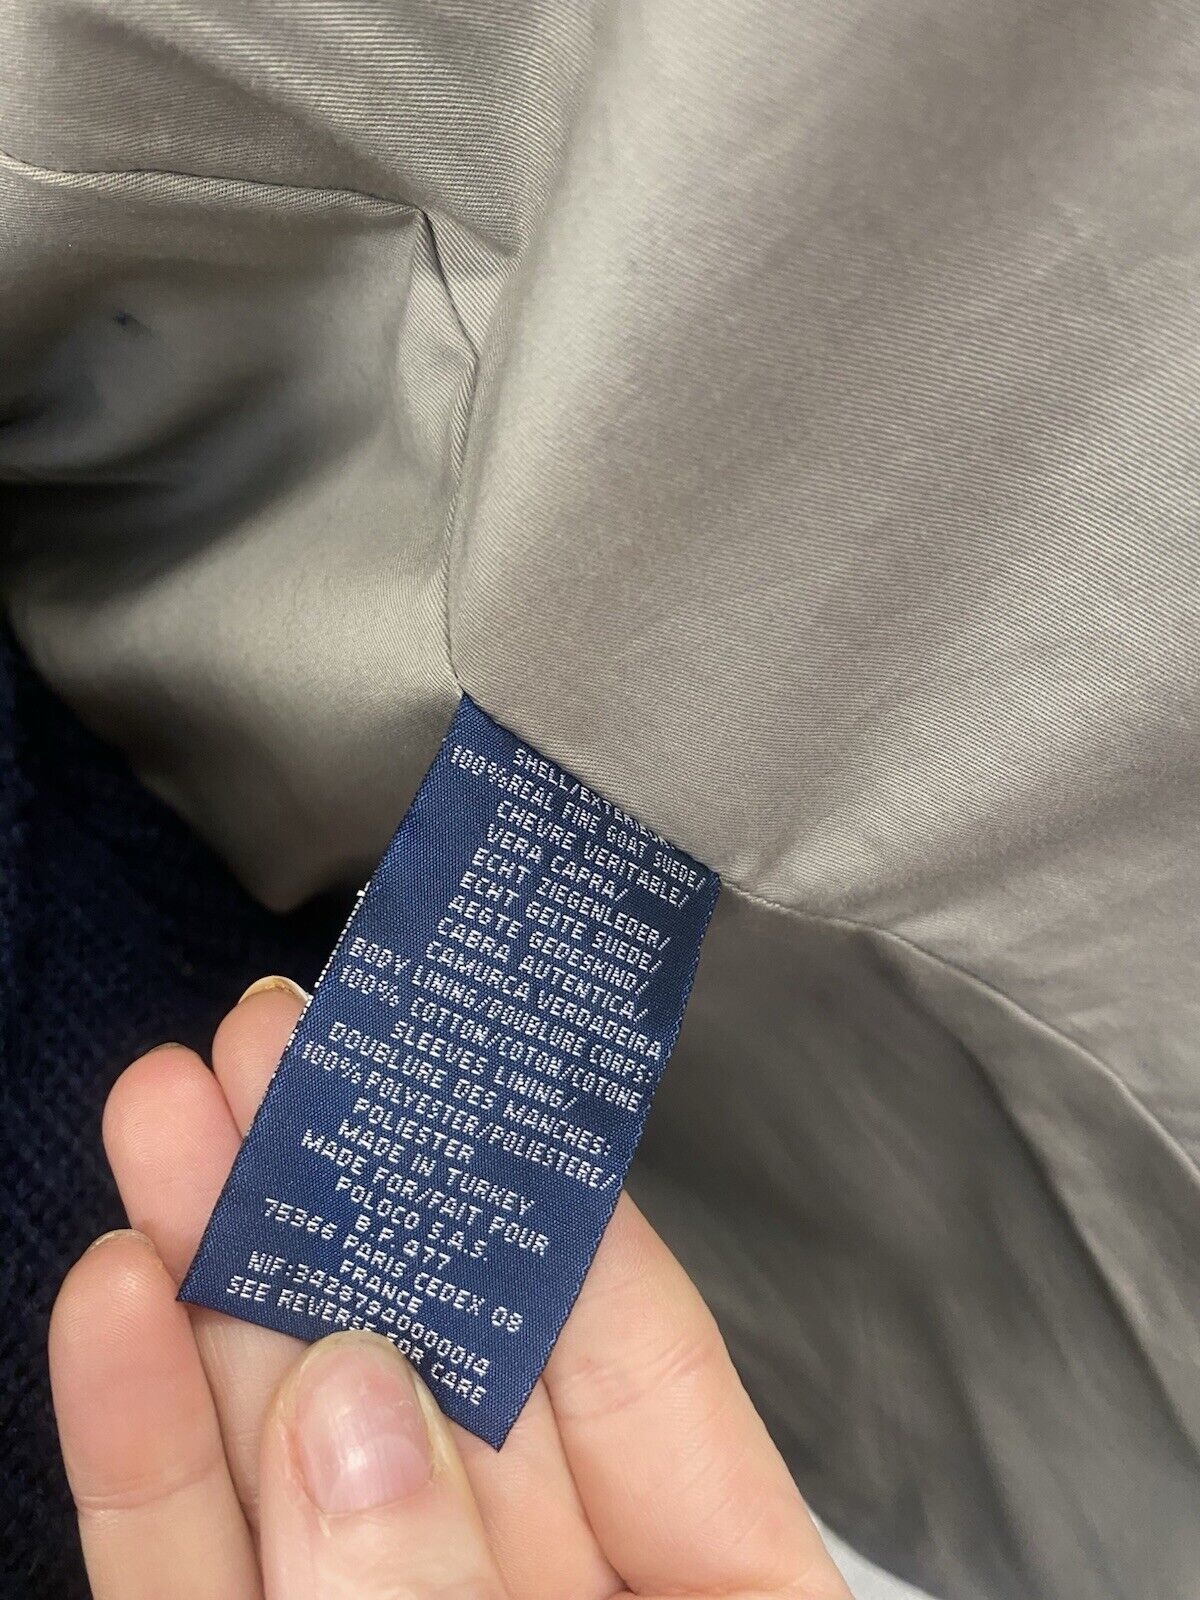 SHELL/EXTERIEUR:
100%REAL FINE GOAT SUEDE/
CHEVRE VERITABLE/
VERA CAPRA/
ECHT ZIEGENLEDER/
ECHT GEITE SUEDE/
AEGTE GEDESKIND/
CABRA AUTENTICA/
CAMURCA VERDADEIRA
BODY LINING/DOUBLURE CORPS:
100% COTTON/COTON/COTONE
SLEEVES LINING/
DOUBLURE DES MANCHES:
100%POLYESTER/POLIESTERE/
POLIESTER
MADE IN TURKEY
MADE FOR/FAIT POUR
POLOCO S.A.S.
B.P.477
75366 PARIS CEDEX 08
FRANCE
NIF:34287940000014
SEE REVERSE FOR CARE